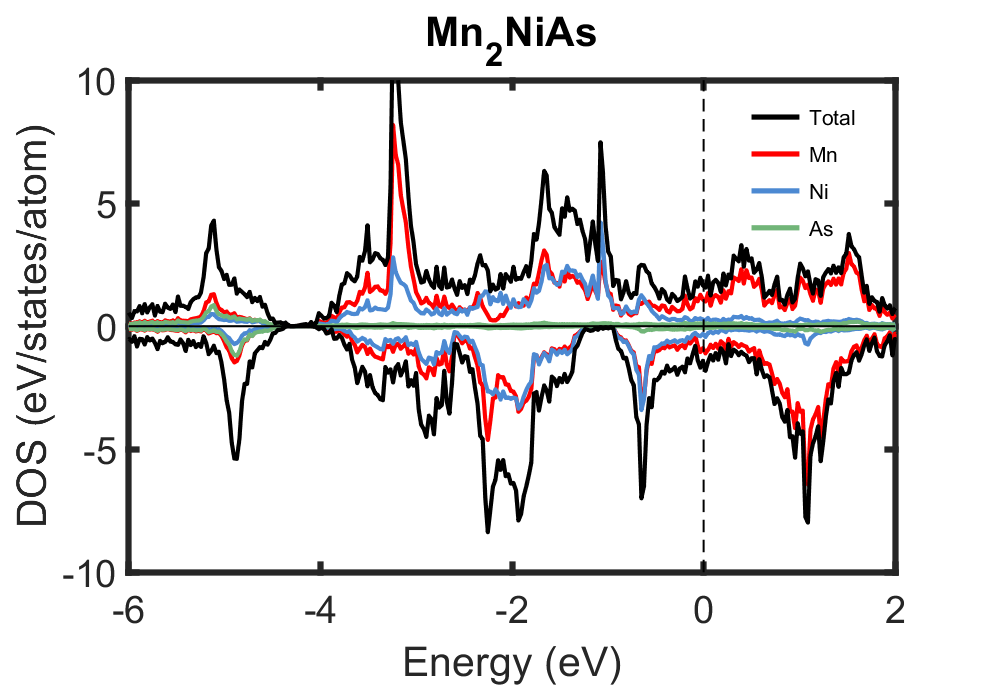 Mn2NiAs
10
5
0
-5
-10
-6 -4 -2 0 2
DOS (eV/states/atom)
Energy (eV)
Total
Mn
Ni
As